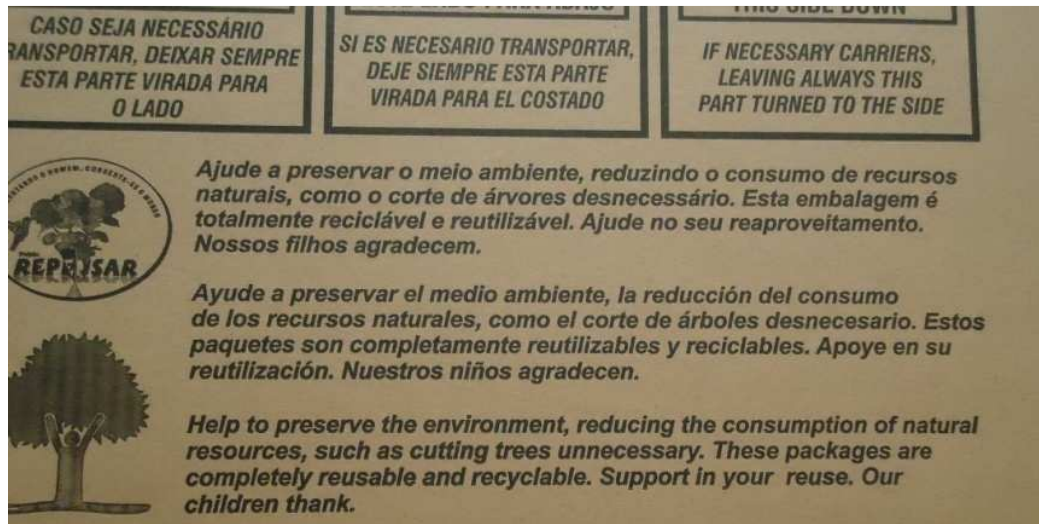 CASO SEJA NECESSÁRIO
RANSPORTAR, DEIXAR SEMPRE
ESTA PARTE VIRADA PARA
O LADO
SI ES NECESARIO TRANSPORTAR,
DEJE SIEMPRE ESTA PARTE
VIRADA PARA EL COSTADO
THIS SIDE DOWN
IF NECESSARY CARRIERS,
LEAVING ALWAYS THIS
PART TURNED TO THE SIDE
REPENSAR
Ajude a preservar o meio ambiente, reduzindo o consumo de recursos
naturais, como o corte de árvores desnecessário. Esta embalagem é
totalmente reciclável e reutilizável. Ajude no seu reaproveitamento.
Nossos filhos agradecem.
Ayude a preservar el medio ambiente, la reducción del consumo
de los recursos naturales, como el corte de árboles desnecesario. Estos
paquetes son completamente reutilizables y reciclables. Apoye en su
reutilización. Nuestros niños agradecen.
Help to preserve the environment, reducing the consumption of natural
resources, such as cutting trees unnecessary. These packages are
completely reusable and recyclable. Support in your reuse. Our
children thank.